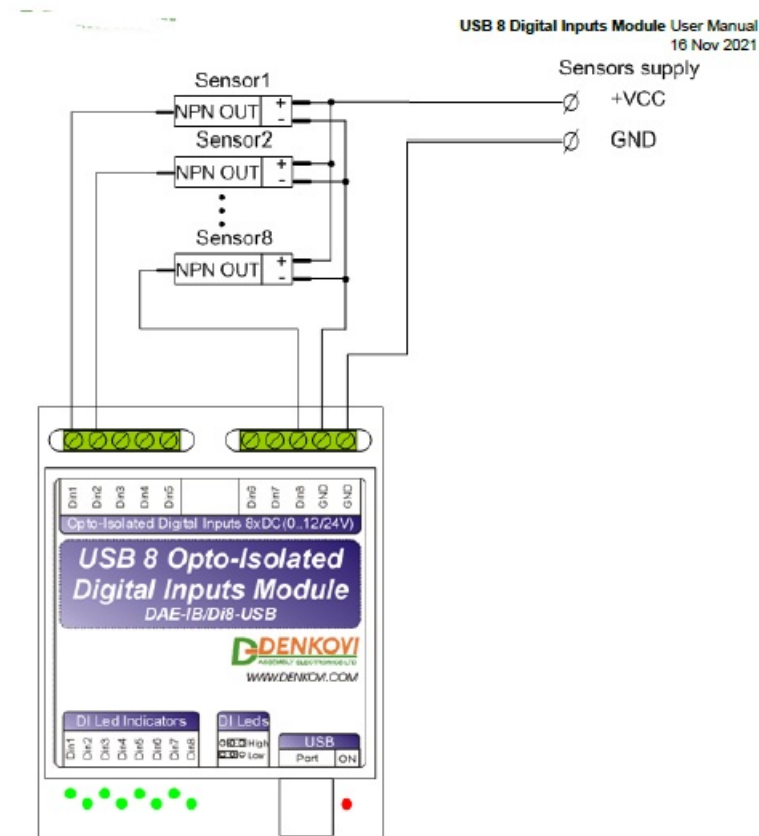 USB 8 Digital Inputs Module User Manual
16 Nov 2021
Sensors supply
+VCC
GND
Sensor1
NPN OUT + -
Sensor2
NPN OUT + -
Sensor8
NPN OUT + -
Din1 Din2 Din3 Din4 Din5 Din6 Din7 Din8 GND GND
Opto-Isolated Digital Inputs 8xDC(0..12/24V)
USB 8 Opto-Isolated
Digital Inputs Module
DAE-IB/Di8-USB
DENKOVI
ASSEMBLY ELECTRONICS LTD
WWW.DENKOVI.COM
DI Led Indicators
Din1 Din2 Din3 Din4 Din5 Din6 Din7 Din8
DI Leds
High
Low
USB
Port ON